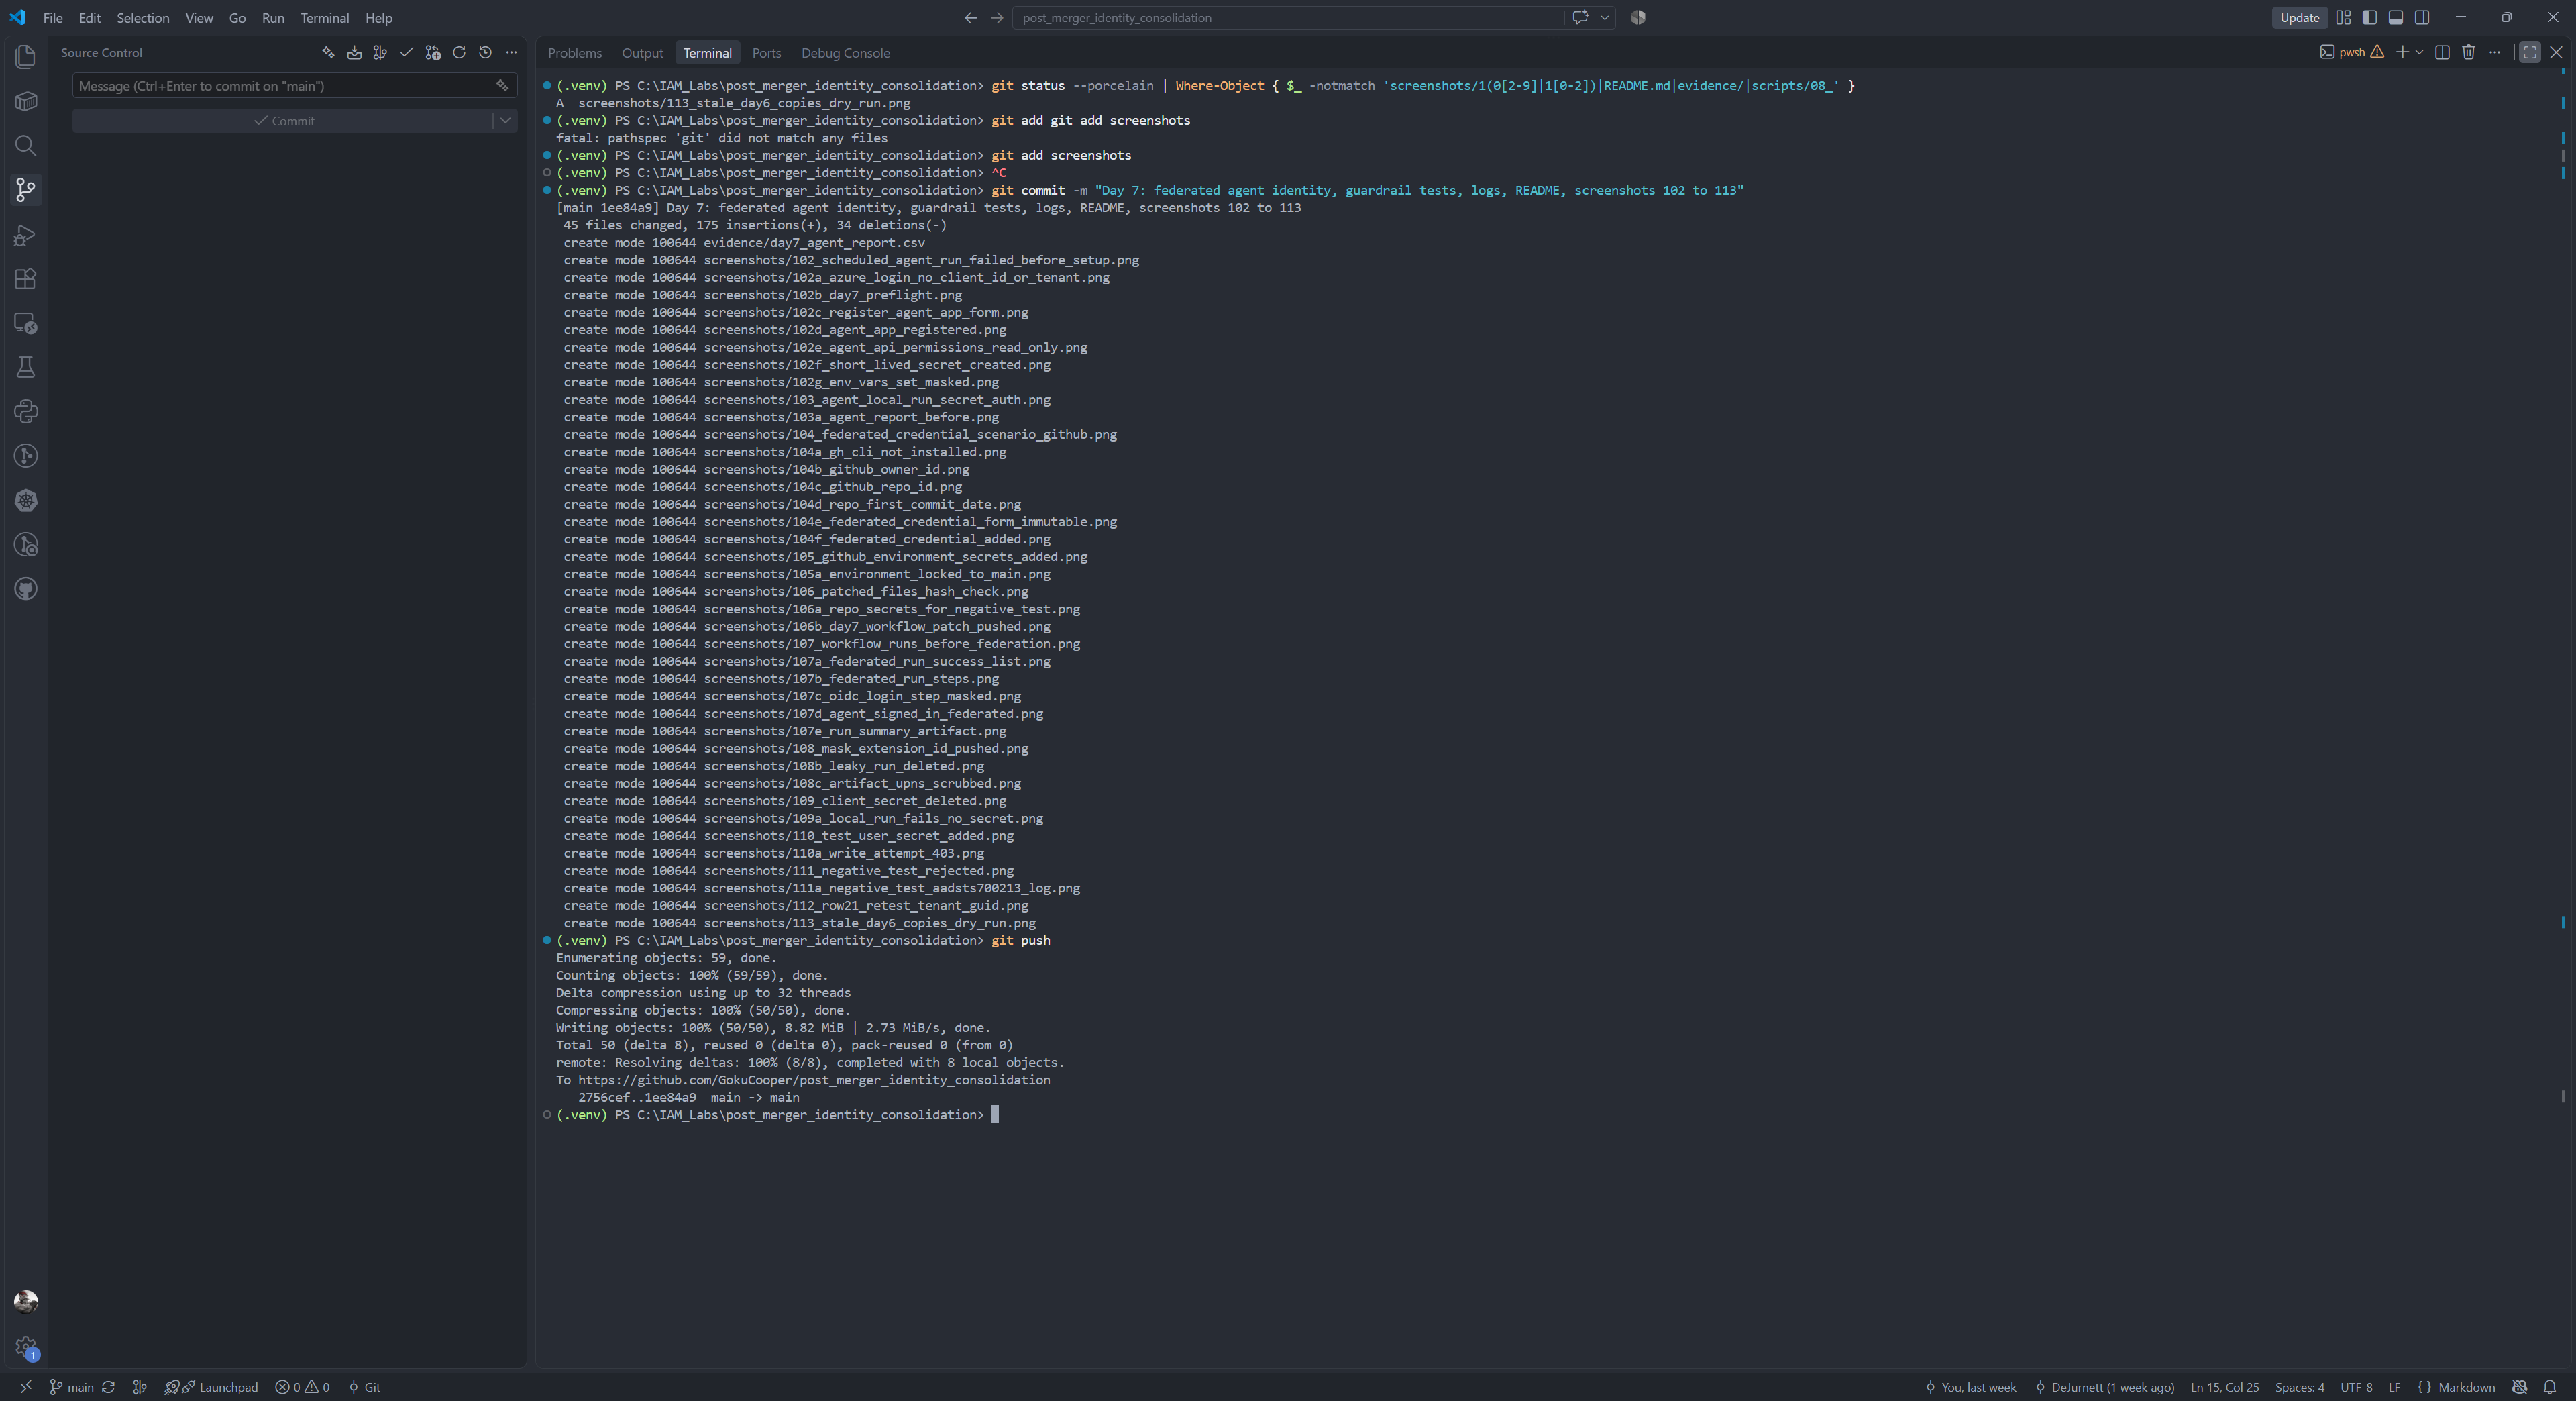 File Edit Selection View Go Run Terminal Help
post_merger_identity_consolidation
Update
Source Control
Message (Ctrl+Enter to commit on "main")
Commit
Problems Output Terminal Ports Debug Console
pwsh
(.venv) PS C:\IAM_Labs\post_merger_identity_consolidation> git status --porcelain | Where-Object { $_ -notmatch 'screenshots/1(0[2-9]|1[0-2])|README.md|evidence/|scripts/08_' }
A  screenshots/113_stale_day6_copies_dry_run.png
(.venv) PS C:\IAM_Labs\post_merger_identity_consolidation> git add git add screenshots
fatal: pathspec 'git' did not match any files
(.venv) PS C:\IAM_Labs\post_merger_identity_consolidation> git add screenshots
(.venv) PS C:\IAM_Labs\post_merger_identity_consolidation> ^C
(.venv) PS C:\IAM_Labs\post_merger_identity_consolidation> git commit -m "Day 7: federated agent identity, guardrail tests, logs, README, screenshots 102 to 113"
[main 1ee84a9] Day 7: federated agent identity, guardrail tests, logs, README, screenshots 102 to 113
45 files changed, 175 insertions(+), 34 deletions(-)
create mode 100644 evidence/day7_agent_report.csv
create mode 100644 screenshots/102_scheduled_agent_run_failed_before_setup.png
create mode 100644 screenshots/102a_azure_login_no_client_id_or_tenant.png
create mode 100644 screenshots/102b_day7_preflight.png
create mode 100644 screenshots/102c_register_agent_app_form.png
create mode 100644 screenshots/102d_agent_app_registered.png
create mode 100644 screenshots/102e_agent_api_permissions_read_only.png
create mode 100644 screenshots/102f_short_lived_secret_created.png
create mode 100644 screenshots/102g_env_vars_set_masked.png
create mode 100644 screenshots/103_agent_local_run_secret_auth.png
create mode 100644 screenshots/103a_agent_report_before.png
create mode 100644 screenshots/104_federated_credential_scenario_github.png
create mode 100644 screenshots/104a_gh_cli_not_installed.png
create mode 100644 screenshots/104b_github_owner_id.png
create mode 100644 screenshots/104c_github_repo_id.png
create mode 100644 screenshots/104d_repo_first_commit_date.png
create mode 100644 screenshots/104e_federated_credential_form_immutable.png
create mode 100644 screenshots/104f_federated_credential_added.png
create mode 100644 screenshots/105_github_environment_secrets_added.png
create mode 100644 screenshots/105a_environment_locked_to_main.png
create mode 100644 screenshots/106_patched_files_hash_check.png
create mode 100644 screenshots/106a_repo_secrets_for_negative_test.png
create mode 100644 screenshots/106b_day7_workflow_patch_pushed.png
create mode 100644 screenshots/107_workflow_runs_before_federation.png
create mode 100644 screenshots/107a_federated_run_success_list.png
create mode 100644 screenshots/107b_federated_run_steps.png
create mode 100644 screenshots/107c_oidc_login_step_masked.png
create mode 100644 screenshots/107d_agent_signed_in_federated.png
create mode 100644 screenshots/107e_run_summary_artifact.png
create mode 100644 screenshots/108_mask_extension_id_pushed.png
create mode 100644 screenshots/108b_leaky_run_deleted.png
create mode 100644 screenshots/108c_artifact_upns_scrubbed.png
create mode 100644 screenshots/109_client_secret_deleted.png
create mode 100644 screenshots/109a_local_run_fails_no_secret.png
create mode 100644 screenshots/110_test_user_secret_added.png
create mode 100644 screenshots/110a_write_attempt_403.png
create mode 100644 screenshots/111_negative_test_rejected.png
create mode 100644 screenshots/111a_negative_test_aadsts700213_log.png
create mode 100644 screenshots/112_row21_retest_tenant_guid.png
create mode 100644 screenshots/113_stale_day6_copies_dry_run.png
(.venv) PS C:\IAM_Labs\post_merger_identity_consolidation> git push
Enumerating objects: 59, done.
Counting objects: 100% (59/59), done.
Delta compression using up to 32 threads
Compressing objects: 100% (50/50), done.
Writing objects: 100% (50/50), 8.82 MiB | 2.73 MiB/s, done.
Total 50 (delta 8), reused 0 (delta 0), pack-reused 0 (from 0)
remote: Resolving deltas: 100% (8/8), completed with 8 local objects.
To https://github.com/GokuCooper/post_merger_identity_consolidation
2756cef..1ee84a9  main -> main
(.venv) PS C:\IAM_Labs\post_merger_identity_consolidation>
1
main Launchpad 0 0 Git You, last week DeJurnett (1 week ago) Ln 15, Col 25 Spaces: 4 UTF-8 LF { } Markdown